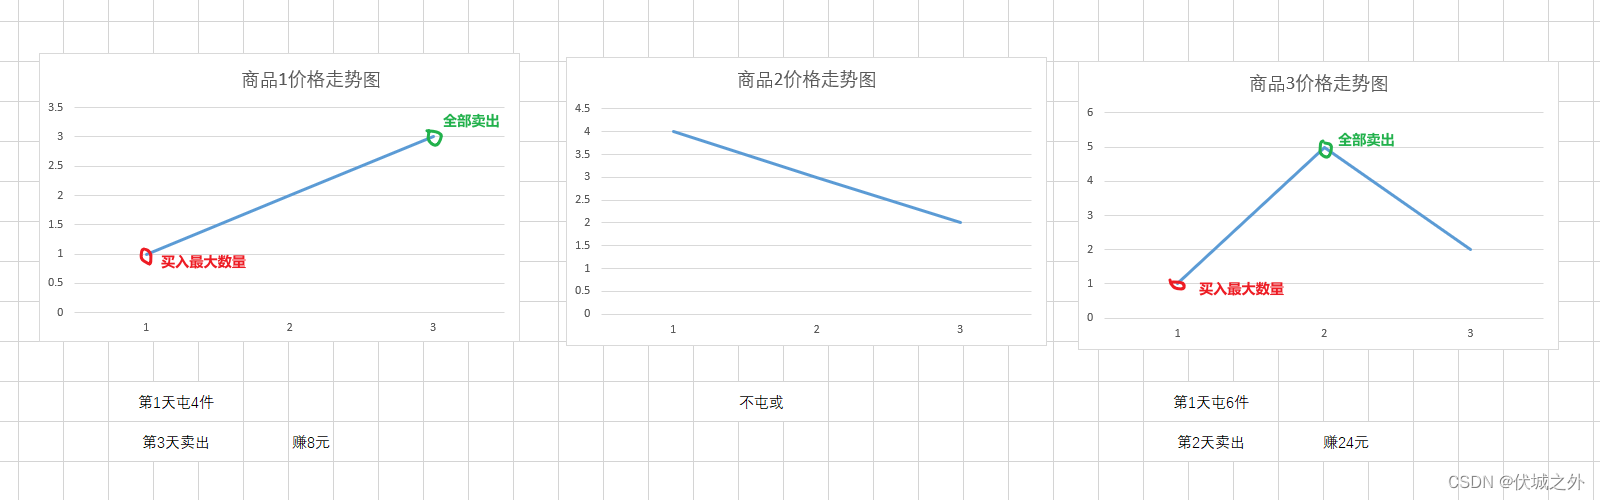 商品1价格走势图
3.5
3
2.5
2
1.5
1
0.5
0
1 2 3
全部卖出
买入最大数量
商品2价格走势图
4.5
4
3.5
3
2.5
2
1.5
1
0.5
0
1 2 3
商品3价格走势图
6
5
4
3
2
1
0
1 2 3
全部卖出
买入最大数量
第1天屯4件
第3天卖出 赚8元
不屯或
第1天屯6件
第2天卖出 赚24元
CSDN @伏城之外